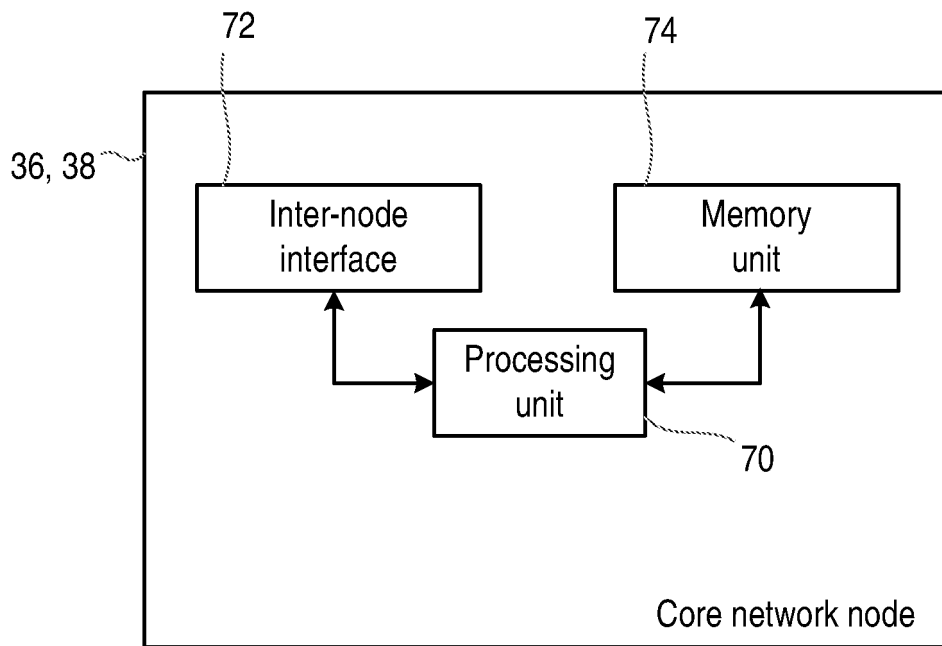 72
74
36, 38
Inter-node
interface
Memory
unit
Processing
unit
70
Core network node